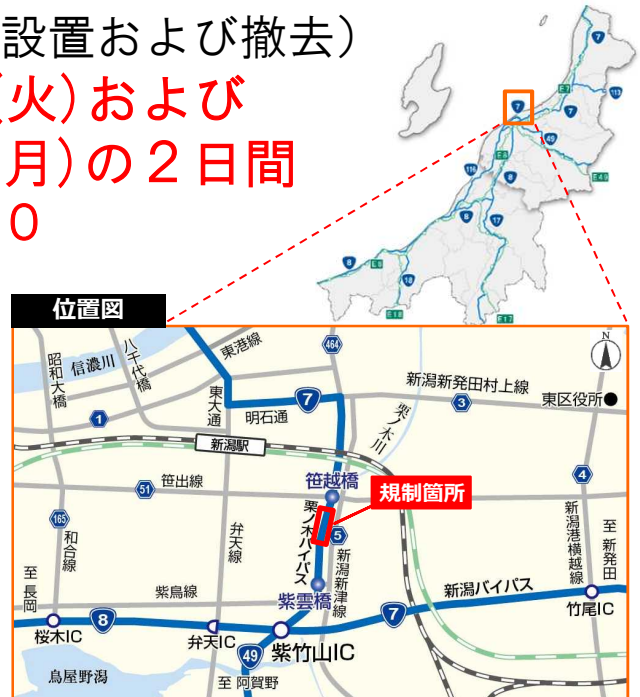 設置および撤去）
(火)および
月)の２日間
０
7
7
E7
113
7
49
E8
116
8
E49
8
17
8
E8
18
E18
E17
位置図
昭和大橋
信濃川
八千代橋
東港線
464
N
東大通
7
明石通
新潟新発田村上線
3
東区役所
栗ノ木川
1
新潟駅
笹越橋
規制箇所
4
51
笹出線
栗ノ木バイパス
5
新潟港横越線
至 新発田
165
和合線
弁天線
新潟新津線
至 長岡
紫鳥線
紫雲橋
新潟バイパス
7
竹尾IC
8
桜木IC
弁天IC
紫竹山IC
49
鳥屋野潟
至 阿賀野